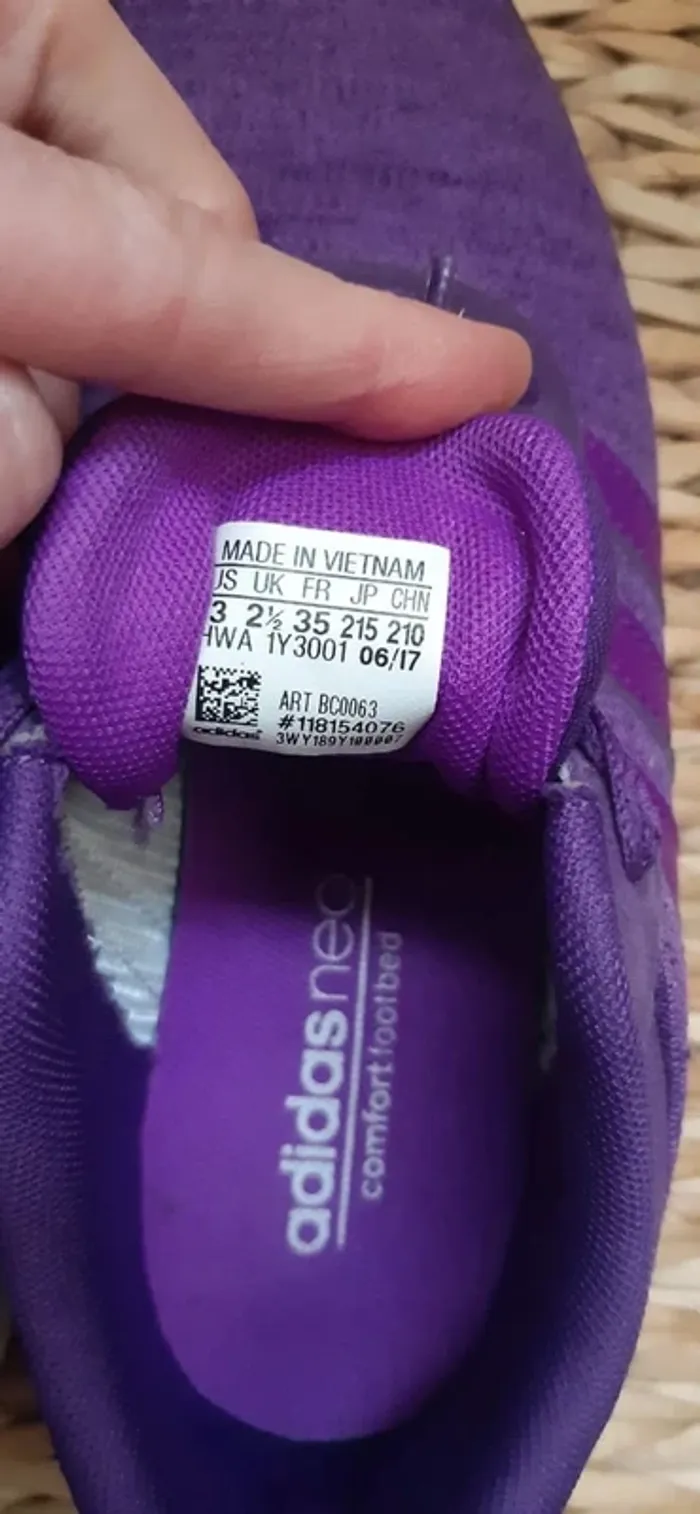 MADE IN VIETNAM
US UK FR JP CHN
3 2½ 35 215 210
HWA 1Y3001 06/17
ART BC0063
#118154076
adidas
adidas neo
comfort footbed